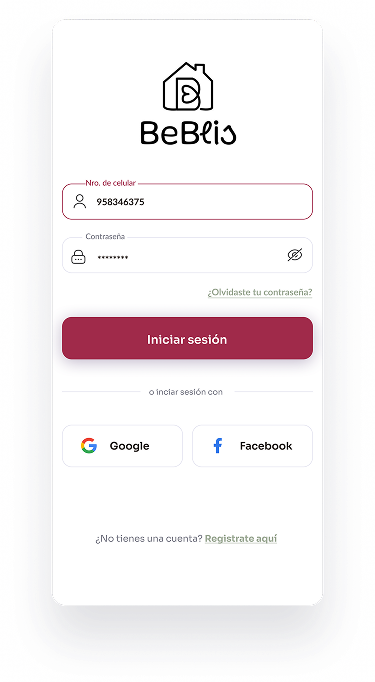 BeBlis
Nro. de celular
958346375
Contraseña
********
¿Olvidaste tu contraseña?
Iniciar sesión
o inciar sesión con
Google
Facebook
¿No tienes una cuenta? Registrate aquí